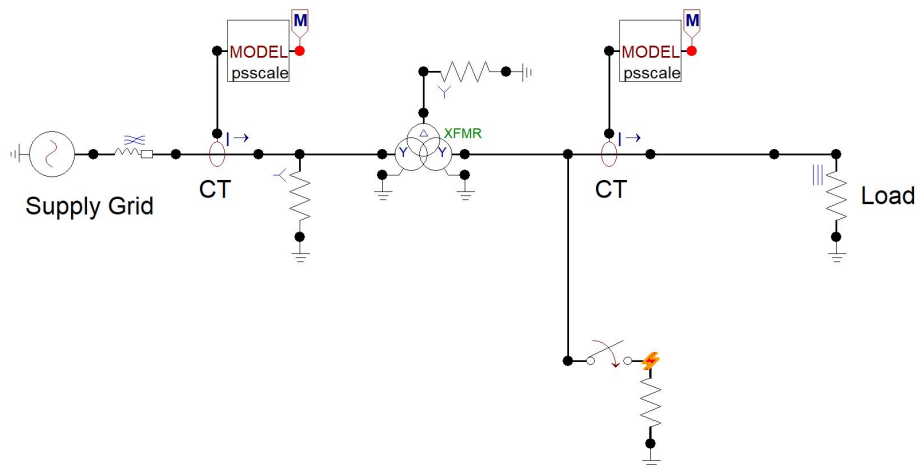 M
M
MODEL
psscale
MODEL
psscale
I →
XFMR
I →
Y
Δ
Y
Y
CT
CT
Supply Grid
Y
Load